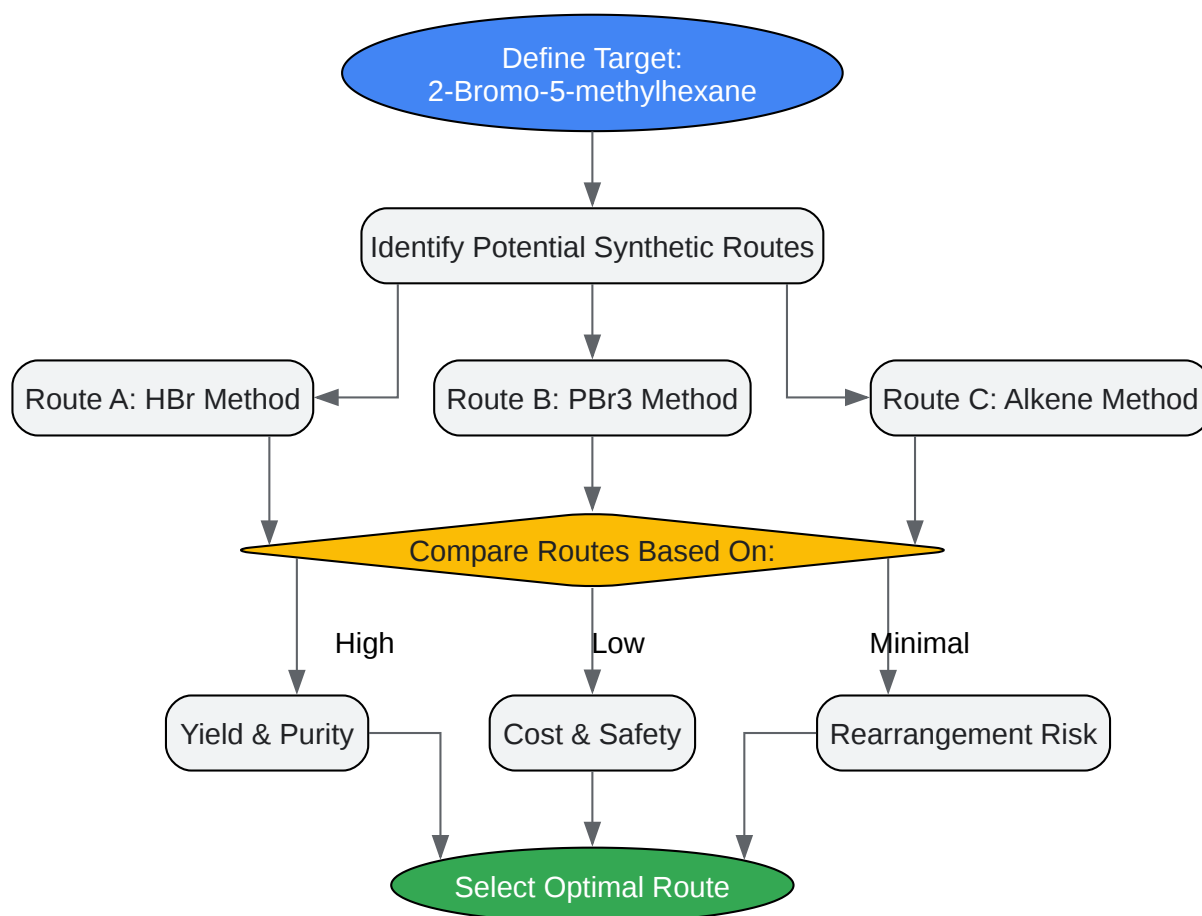 Define Target:
2-Bromo-5-methylhexane
Identify Potential Synthetic Routes
Route A: HBr Method
Route B: PBr3 Method
Route C: Alkene Method
Compare Routes Based On:
High
Low
Minimal
Yield & Purity
Cost & Safety
Rearrangement Risk
Select Optimal Route